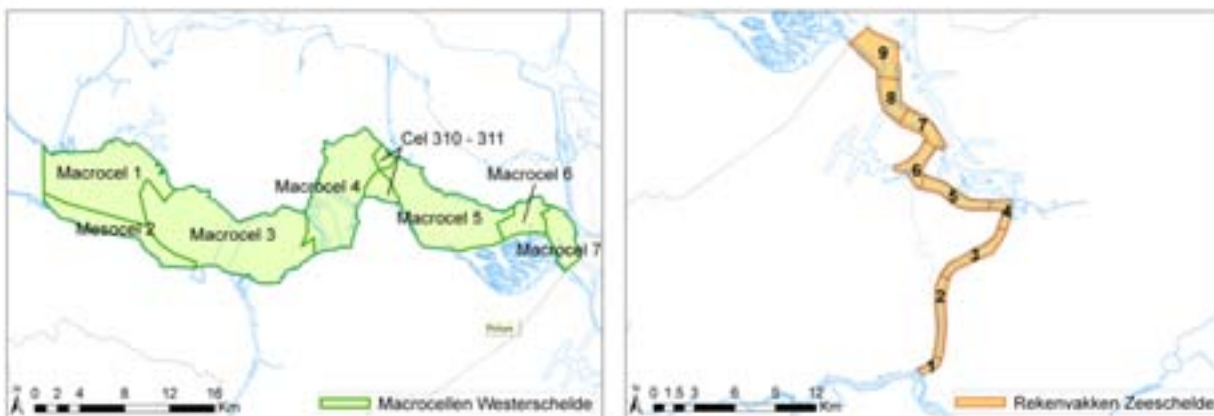 Macrocel 1
Mesocel 2
Macrocel 3
Macrocel 4
Cel 310 - 311
Macrocel 5
Macrocel 6
Macrocel 7
0 2 4 8 12 16
Km
Macrocellen Westerschelde
9
8
7
6
5
4
3
2
1
0 1,5 3 6 9 12
Km
Rekenvakken Zeeschelde